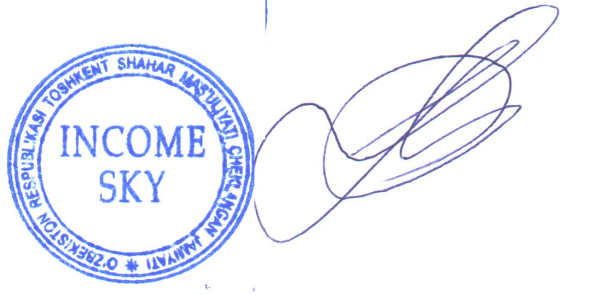 O'ZBEKISTON RESPUBLIKASI TOSHKENT SHAHAR MAS'ULIYATI CHEKLANGAN JAMIYATI *
INCOME
SKY